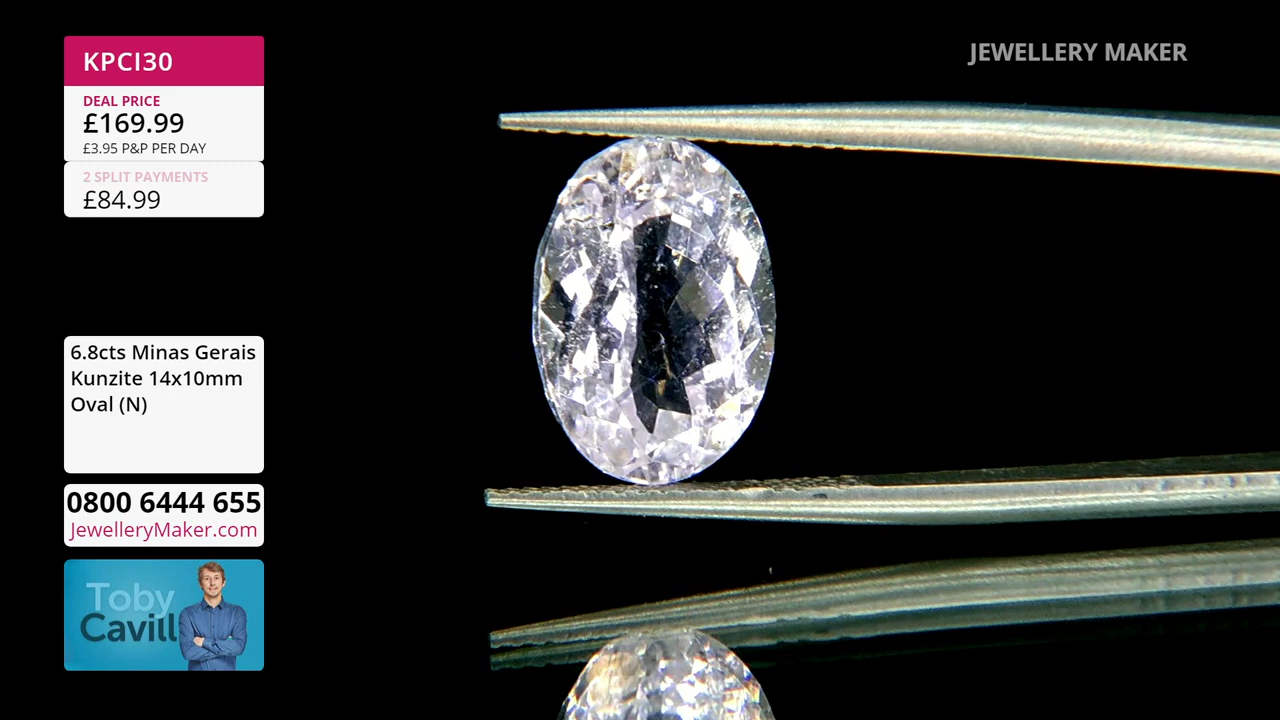 KPCI30
DEAL PRICE
£169.99
£3.95 P&P PER DAY
2 SPLIT PAYMENTS
£84.99
6.8cts Minas Gerais
Kunzite 14x10mm
Oval (N)
0800 6444 655
JewelleryMaker.com
Toby
Cavill
JEWELLERY MAKER